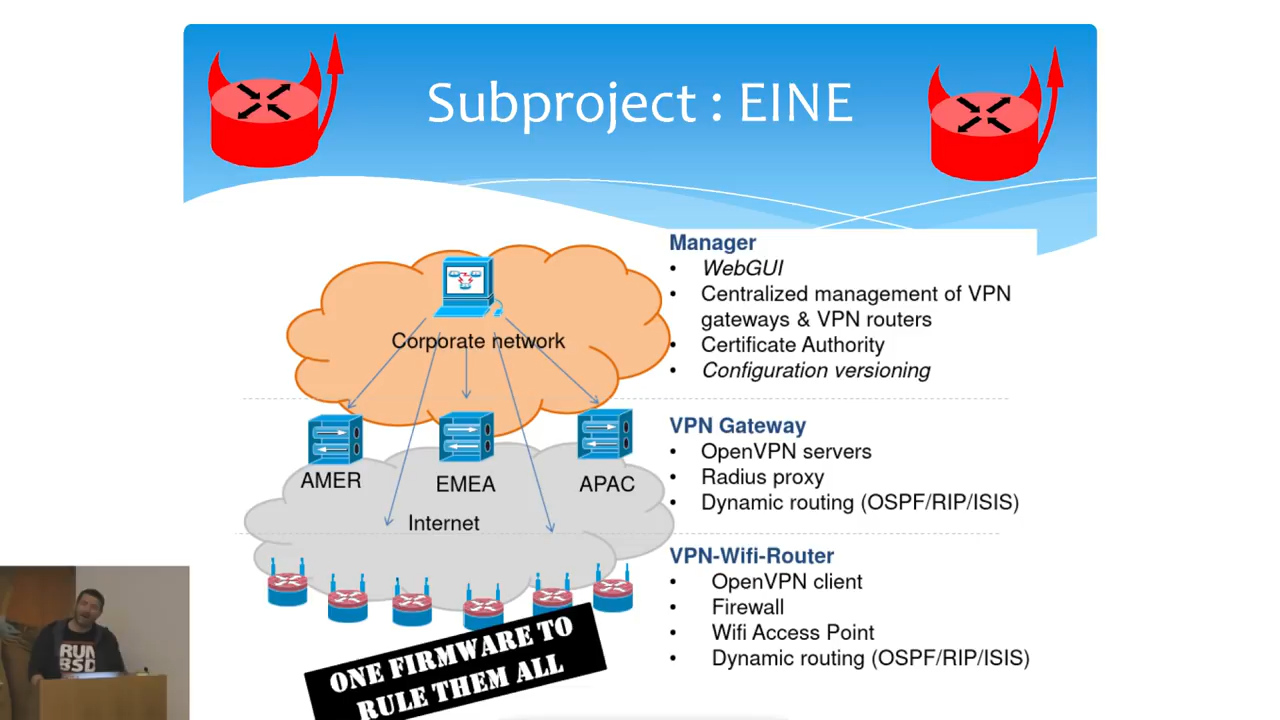 Subproject : EINE
Manager
• WebGUI
• Centralized management of VPN
gateways & VPN routers
• Certificate Authority
• Configuration versioning
Corporate network
VPN Gateway
• OpenVPN servers
• Radius proxy
• Dynamic routing (OSPF/RIP/ISIS)
AMER
EMEA
APAC
Internet
VPN-Wifi-Router
• OpenVPN client
• Firewall
• Wifi Access Point
• Dynamic routing (OSPF/RIP/ISIS)
ONE FIRMWARE TO
RULE THEM ALL
RUN
BSD